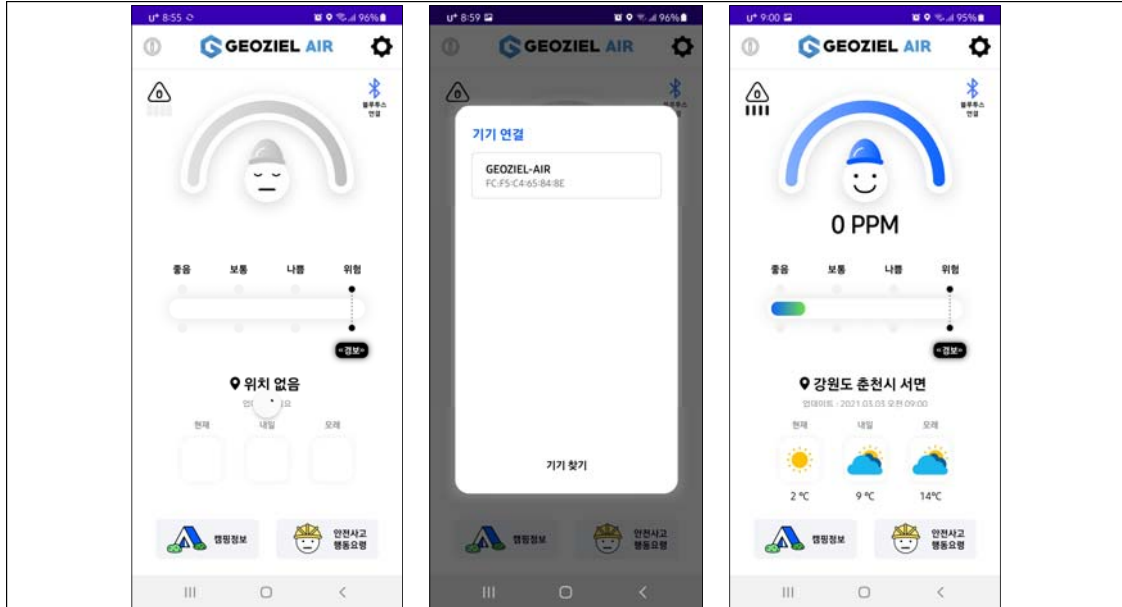 U⁺ 8:55
96%
GEOZIEL AIR
0
블루투스
연결
좋음 보통 나쁨 위험
«경보»
위치 없음
현재 내일 모레
캠핑정보
안전사고
행동요령
U⁺ 8:59
96%
GEOZIEL AIR
0
기기 연결
GEOZIEL-AIR
FC:F5:C4:65:84:8E
기기 찾기
캠핑정보
안전사고
행동요령
U⁺ 9:00
95%
GEOZIEL AIR
0
블루투스
연결
0 PPM
좋음 보통 나쁨 위험
«경보»
강원도 춘천시 서면
업데이트 - 2021.03.03 오전 09:00
현재 내일 모레
2 ℃ 9 ℃ 14℃
캠핑정보
안전사고
행동요령